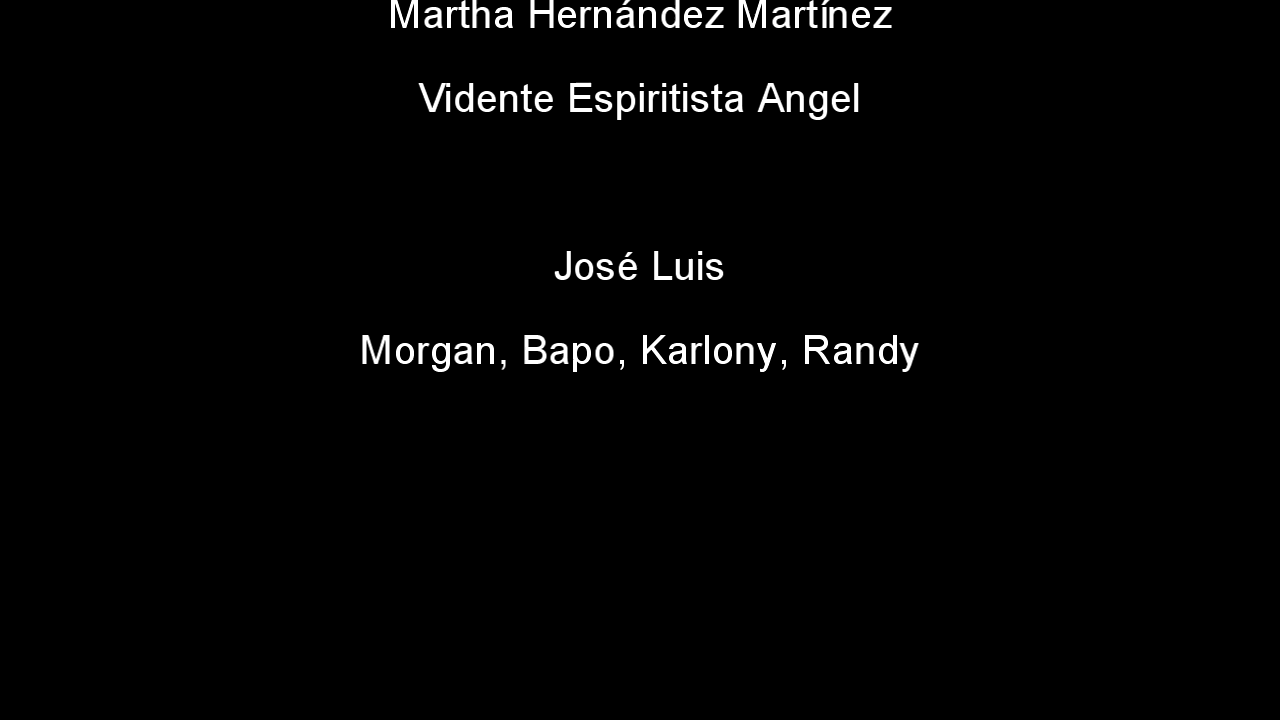 Martha Hernández Martínez
Vidente Espiritista Angel
José Luis
Morgan, Bapo, Karlony, Randy